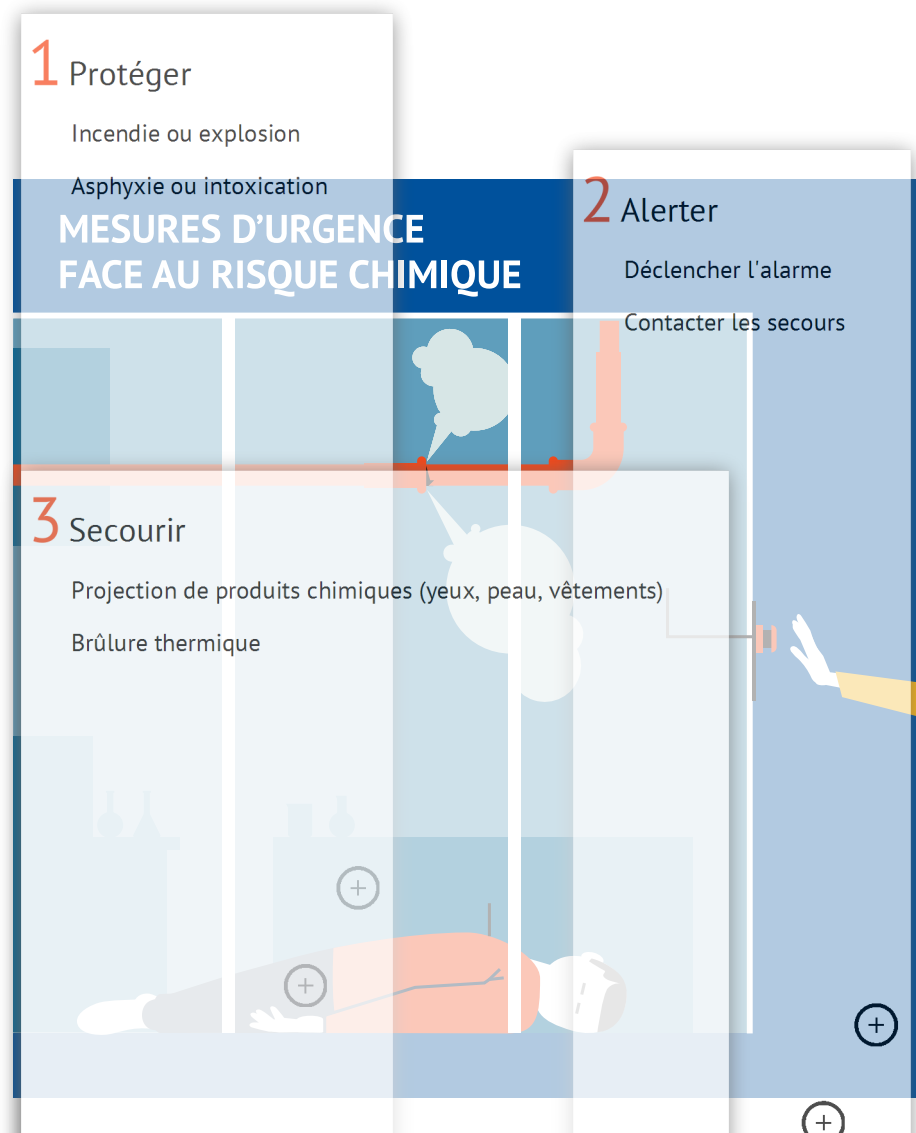 1 Protéger
Incendie ou explosion
Asphyxie ou intoxication
MESURES D’URGENCE
FACE AU RISQUE CHIMIQUE
2 Alerter
Déclencher l'alarme
Contacter les secours
3 Secourir
Projection de produits chimiques (yeux, peau, vêtements)
Brûlure thermique